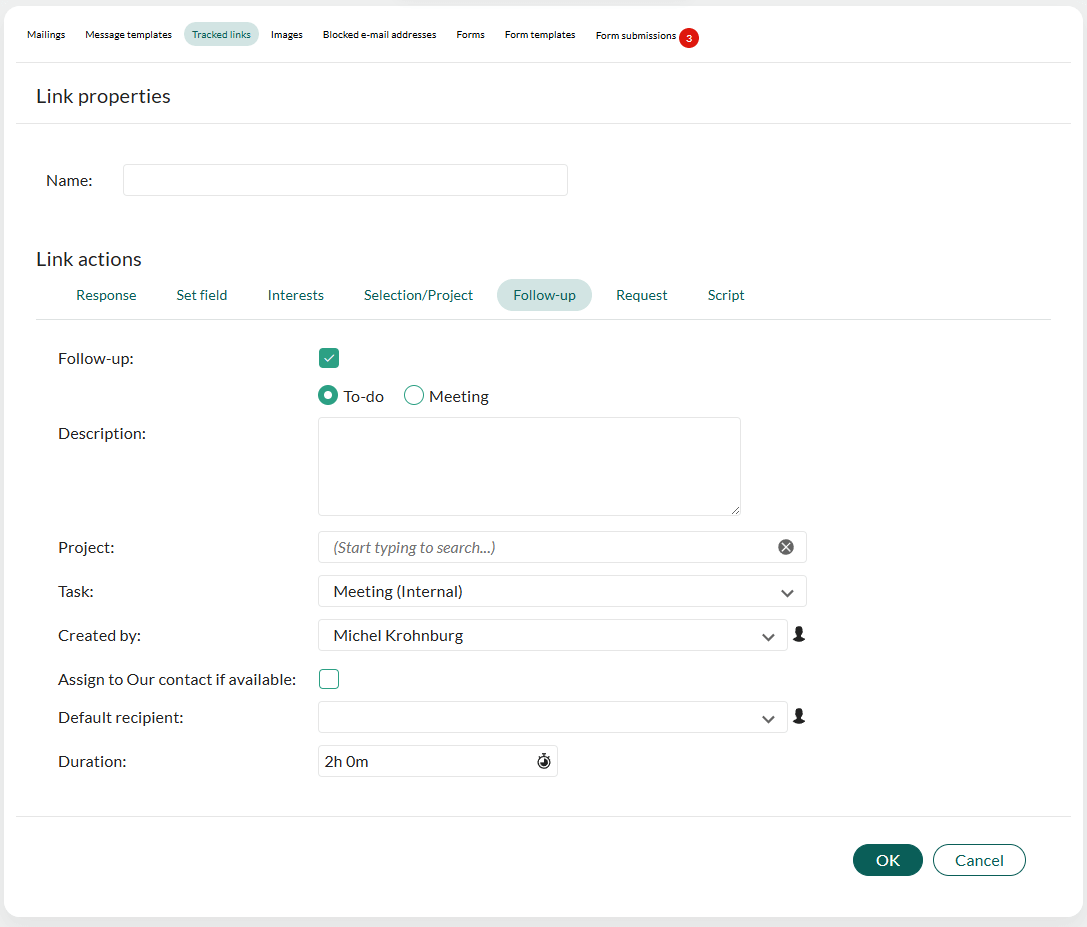 Mailings Message templates Tracked links Images Blocked e-mail addresses Forms Form templates Form submissions 3
Link properties
Name:
Link actions
Response Set field Interests Selection/Project Follow-up Request Script
Follow-up:
To-do Meeting
Description:
Project: (Start typing to search...)
Task: Meeting (Internal)
Created by: Michel Krohnburg
Assign to Our contact if available:
Default recipient:
Duration: 2h 0m
OK Cancel